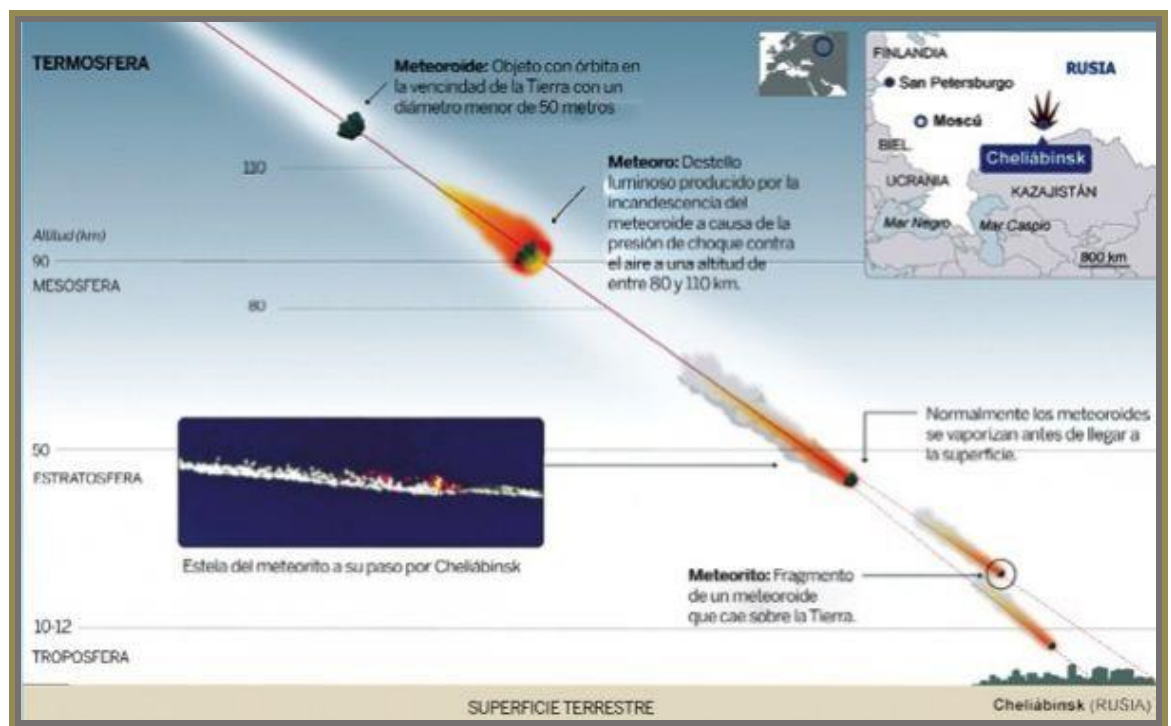 TERMOSFERA
Meteoroide: Objeto con órbita en
la vencindad de la Tierra con un
diámetro menor de 50 metros
FINLANDIA
RUSIA
San Petersburgo
Moscú
BIEL.
Cheliábinsk
UCRANIA
KAZAJISTÁN
Mar Negro
Mar Caspio
800 km
110
Meteoro: Destello
luminoso producido por la
incandescencia del
meteoroide a causa de la
presión de choque contra
el aire a una altitud de
entre 80 y 110 km.
Altitud (km)
90
MESOSFERA
80
Normalmente los meteoroides
se vaporizan antes de llegar a
la superficie.
50
ESTRATOSFERA
Estela del meteorito a su paso por Cheliábinsk
Meteorito: Fragmento
de un meteoroide
que cae sobre la Tierra.
10-12
TROPOSFERA
SUPERFICIE TERRESTRE
Cheliábinsk (RUSIA)